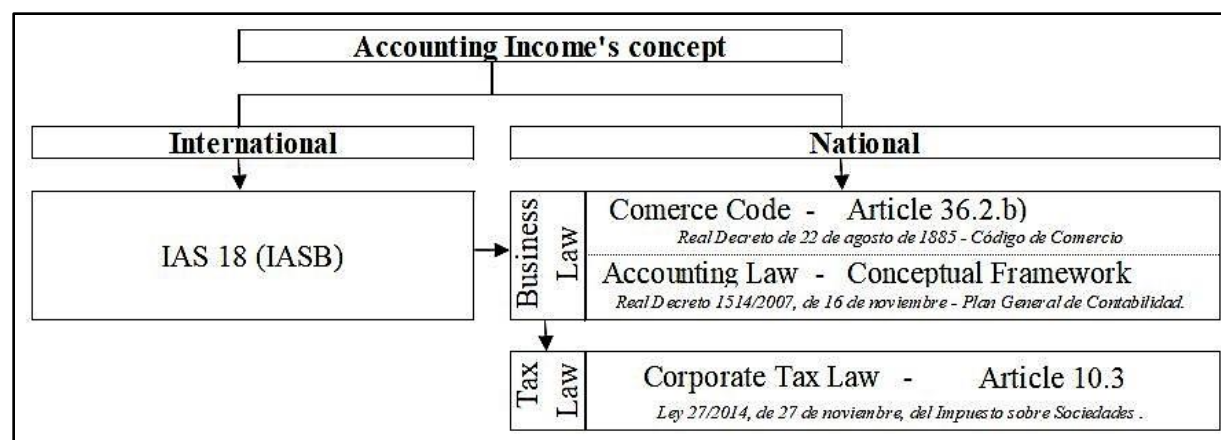 Accounting Income's concept
International
National
IAS 18 (IASB)
Business
Law
Comerce Code - Article 36.2.b)
Real Decreto de 22 de agosto de 1885 - Código de Comercio
Accounting Law - Conceptual Framework
Real Decreto 1514/2007, de 16 de noviembre - Plan General de Contabilidad.
Tax
Law
Corporate Tax Law - Article 10.3
Ley 27/2014, de 27 de noviembre, del Impuesto sobre Sociedades .